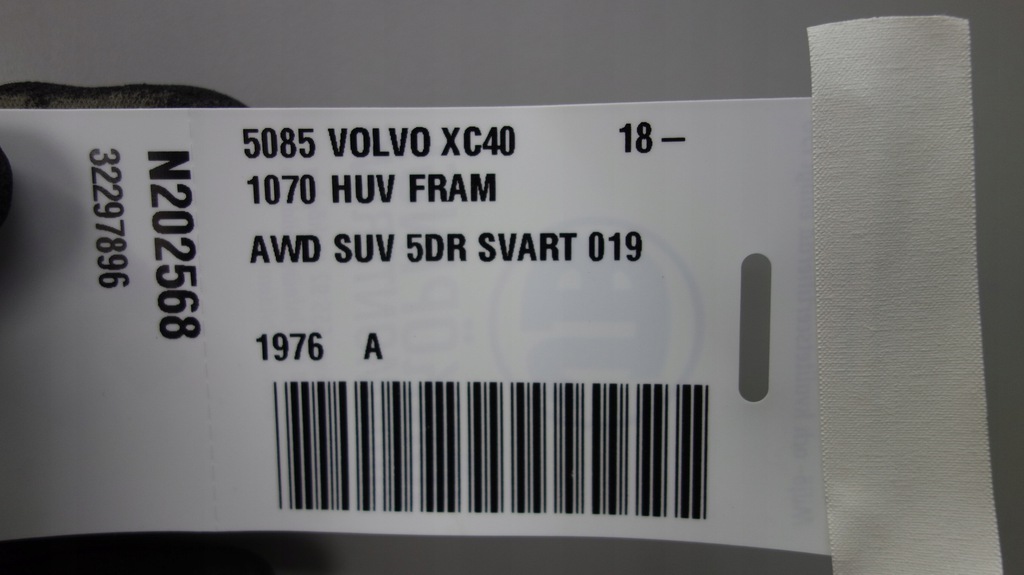 5085 VOLVO XC40 18–
1070 HUV FRAM
AWD SUV 5DR SVART 019
1976 A
N202568
32297896